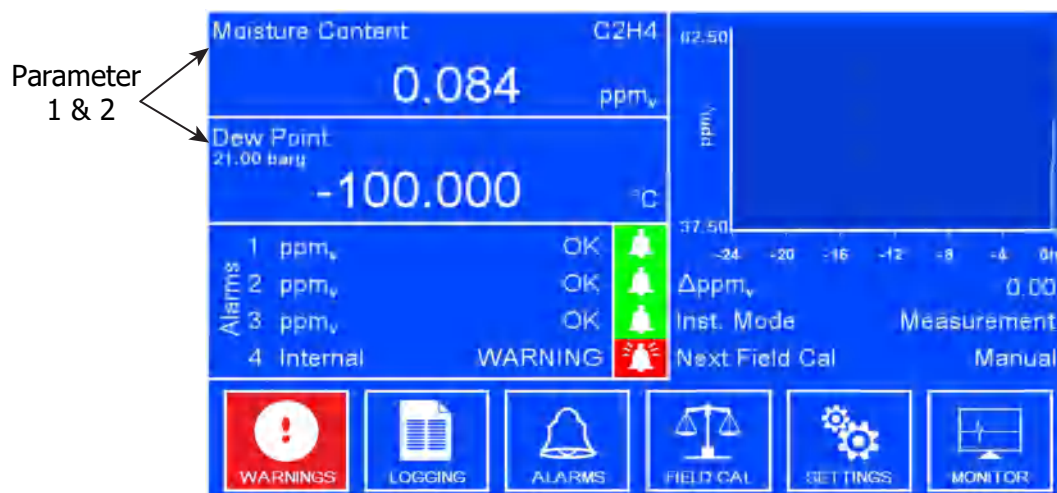 Parameter
1 & 2
Moisture Content C2H4
0.084 ppmv
Dew Point
21.00 barg
-100.000 °C
Alarms
1 ppmv OK
2 ppmv OK
3 ppmv OK
4 Internal WARNING
62.50
ppmv
37.50
-24 -20 -16 -12 -8 -4 0h
Δppmv 0.00
Inst. Mode Measurement
Next Field Cal Manual
WARNINGS LOGGING ALARMS FIELD CAL SETTINGS MONITOR